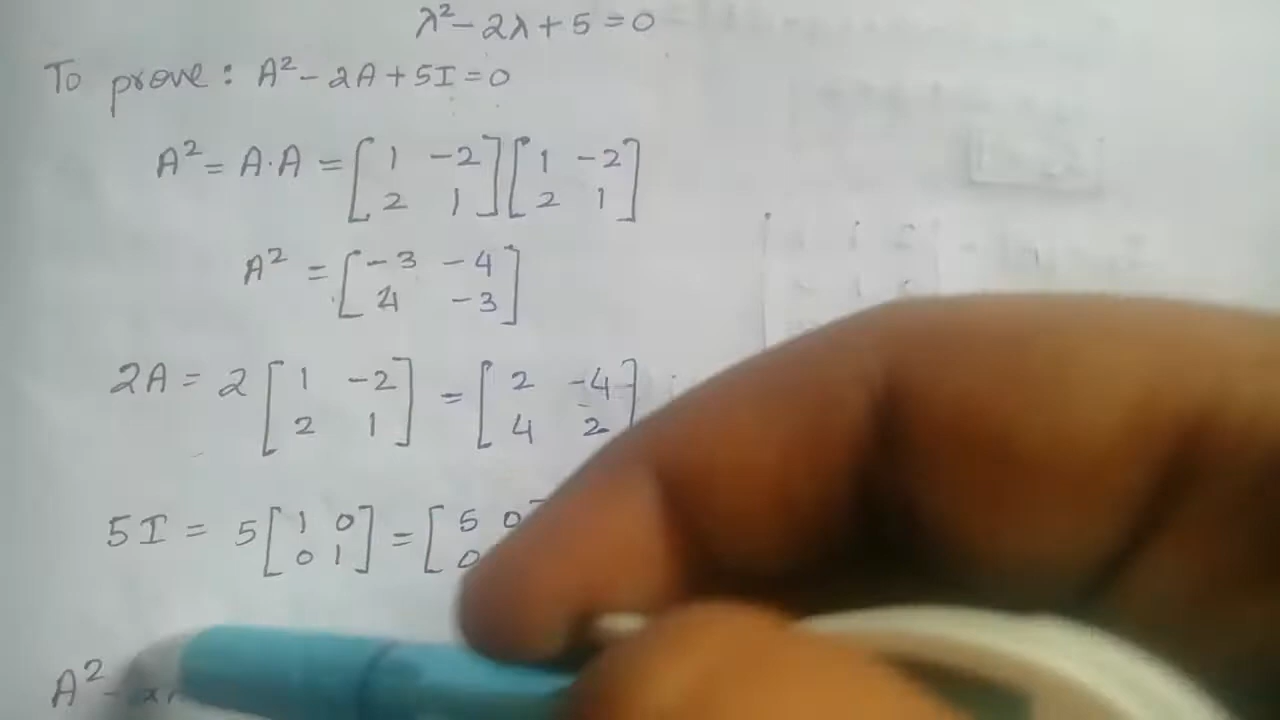 λ² - 2λ + 5 = 0
To prove: A² - 2A + 5I = 0
A² = A·A = [1 -2] [1 -2]
[2 1] [2 1]
A² = [-3 -4]
[4 -3]
2A = 2 [1 -2] = [2 -4]
[2 1] [4 2]
5I = 5 [1 0] = [5 0
[0 1] [0
A² -